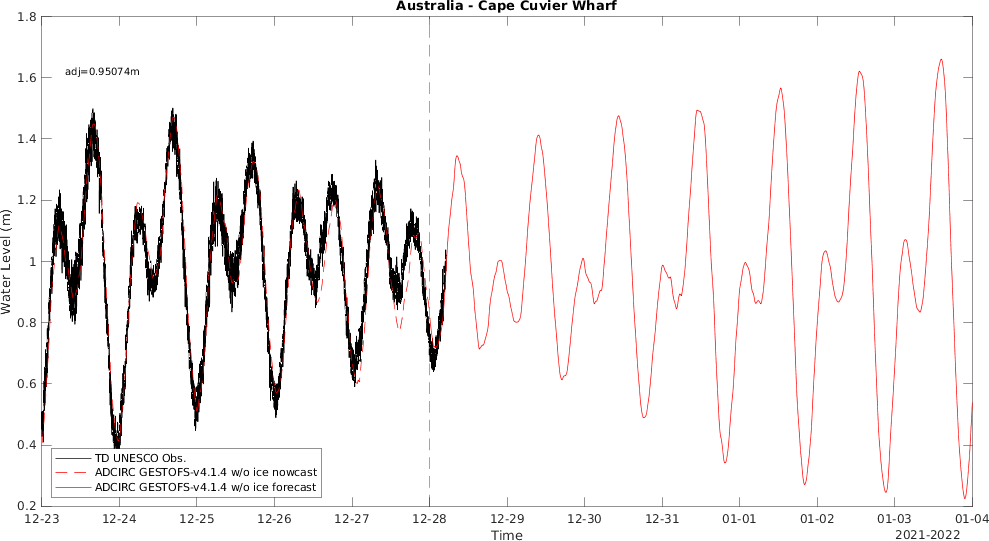 Australia - Cape Cuvier Wharf
adj=0.95074m
Water Level (m)
1.8
1.6
1.4
1.2
1
0.8
0.6
0.4
0.2
TD UNESCO Obs.
ADCIRC GESTOFS-v4.1.4 w/o ice nowcast
ADCIRC GESTOFS-v4.1.4 w/o ice forecast
12-23 12-24 12-25 12-26 12-27 12-28 12-29 12-30 12-31 01-01 01-02 01-03 01-04
Time
2021-2022